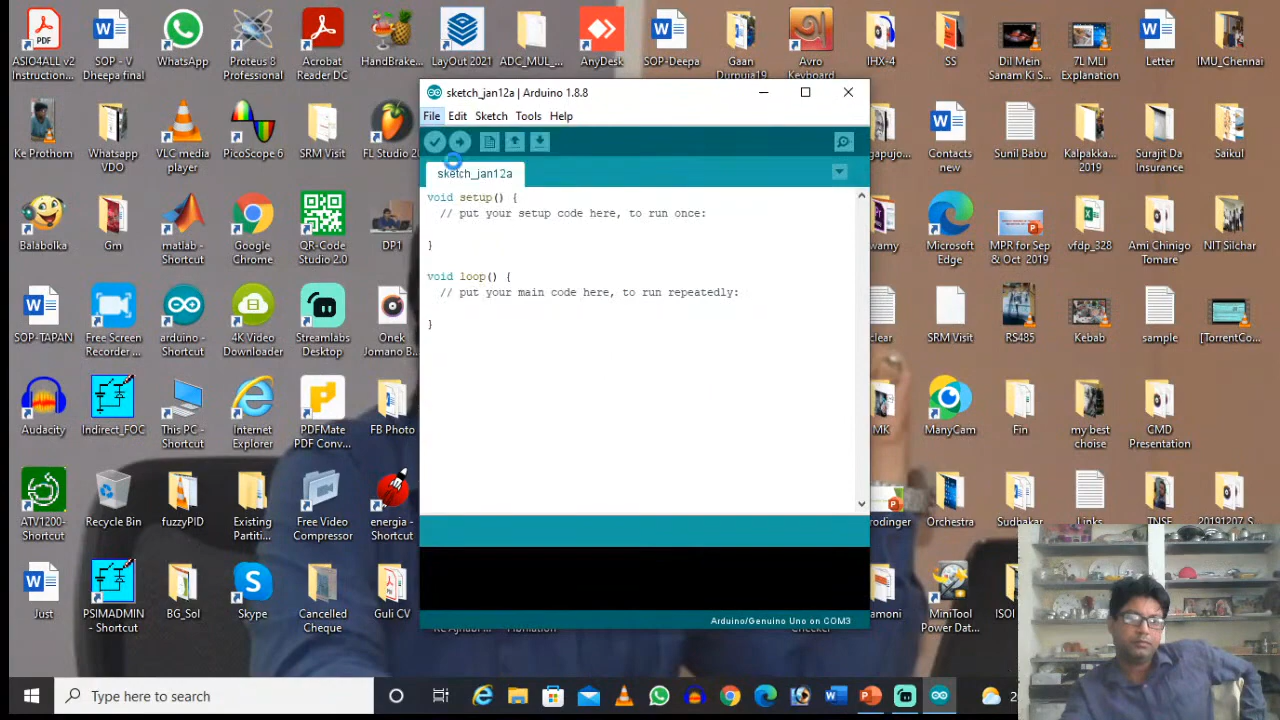 ASIO4ALL v2 Instruction...
SOP - V Dheepa final
WhatsApp
Proteus 8 Professional
Acrobat Reader DC
HandBrake...
LayOut 2021
ADC_MUL_...
AnyDesk
SOP-Deepa
Gaan Durpuja19
Avro Keyboard
IHX-4
SS
Dil Mein Sanam Ki S...
7L MLI Explanation
Letter
IMU_Chennai
sketch_jan12a | Arduino 1.8.8
File Edit Sketch Tools Help
sketch_jan12a
void setup() {
// put your setup code here, to run once:
}
void loop() {
// put your main code here, to run repeatedly:
}
Arduino/Genuino Uno on COM3
Ke Prothom
Whatsapp VDO
VLC media player
PicoScope 6
SRM Visit
FL Studio 2
Contacts new
Sunil Babu
Kalpakka... 2019
Surajit Da Insurance
Saikul
Balabolka
Gm
matlab - Shortcut
Google Chrome
QR-Code Studio 2.0
DP1
Microsoft Edge
MPR for Sep & Oct 2019
vfdp_328
Ami Chinigo Tomare
NIT Silchar
SOP-TAPAN
Free Screen Recorder ...
arduino - Shortcut
4K Video Downloader
Streamlabs Desktop
Onek Jomano B...
SRM Visit
RS485
Kebab
sample
[TorrentCo...
Audacity
Indirect_FOC
This PC - Shortcut
Internet Explorer
PDFMate PDF Conv...
FB Photo
ManyCam
Fin
my best choise
CMD Presentation
ATV1200- Shortcut
Recycle Bin
fuzzyPID
Existing Partiti...
Free Video Compressor
energia - Shortcut
Orchestra
Sudhakar
Links
TNSE
20191207_S...
Just
PSIMADMIN - Shortcut
BG_Sol
Skype
Cancelled Cheque
Guli CV
MiniTool Power Dat...
Type here to search